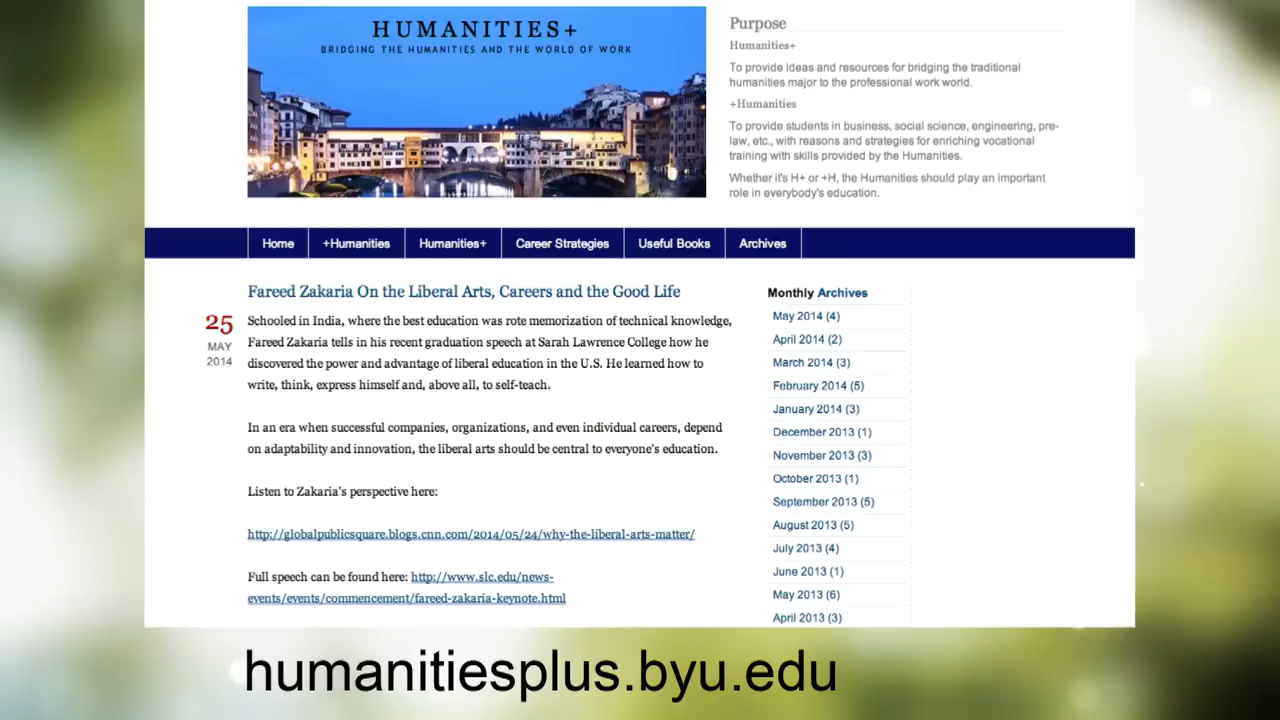 HUMANITIES+
BRIDGING THE HUMANITIES AND THE WORLD OF WORK
Purpose
Humanities+
To provide ideas and resources for bridging the traditional
humanities major to the professional work world.
+Humanities
To provide students in business, social science, engineering, pre-
law, etc., with reasons and strategies for enriching vocational
training with skills provided by the Humanities.
Whether it's H+ or +H, the Humanities should play an important
role in everybody's education.
Home
+Humanities
Humanities+
Career Strategies
Useful Books
Archives
25
MAY
2014
Fareed Zakaria On the Liberal Arts, Careers and the Good Life
Schooled in India, where the best education was rote memorization of technical knowledge,
Fareed Zakaria tells in his recent graduation speech at Sarah Lawrence College how he
discovered the power and advantage of liberal education in the U.S. He learned how to
write, think, express himself and, above all, to self-teach.
In an era when successful companies, organizations, and even individual careers, depend
on adaptability and innovation, the liberal arts should be central to everyone's education.
Listen to Zakaria's perspective here:
http://globalpublicsquare.blogs.cnn.com/2014/05/24/why-the-liberal-arts-matter/
Full speech can be found here: http://www.slc.edu/news-
events/events/commencement/fareed-zakaria-keynote.html
Monthly Archives
May 2014 (4)
April 2014 (2)
March 2014 (3)
February 2014 (5)
January 2014 (3)
December 2013 (1)
November 2013 (3)
October 2013 (1)
September 2013 (5)
August 2013 (5)
July 2013 (4)
June 2013 (1)
May 2013 (6)
April 2013 (3)
humanitiesplus.byu.edu